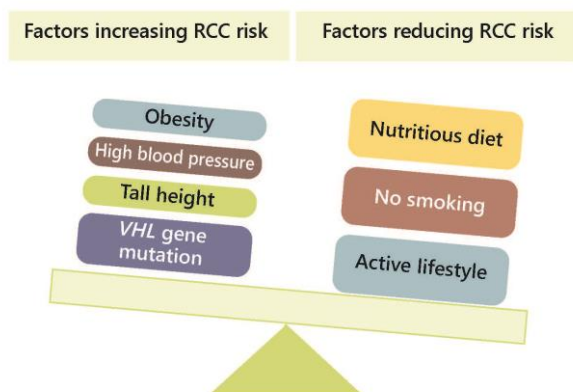 Factors increasing RCC risk
Factors reducing RCC risk
Obesity
High blood pressure
Tall height
VHL gene
mutation
Nutritious diet
No smoking
Active lifestyle